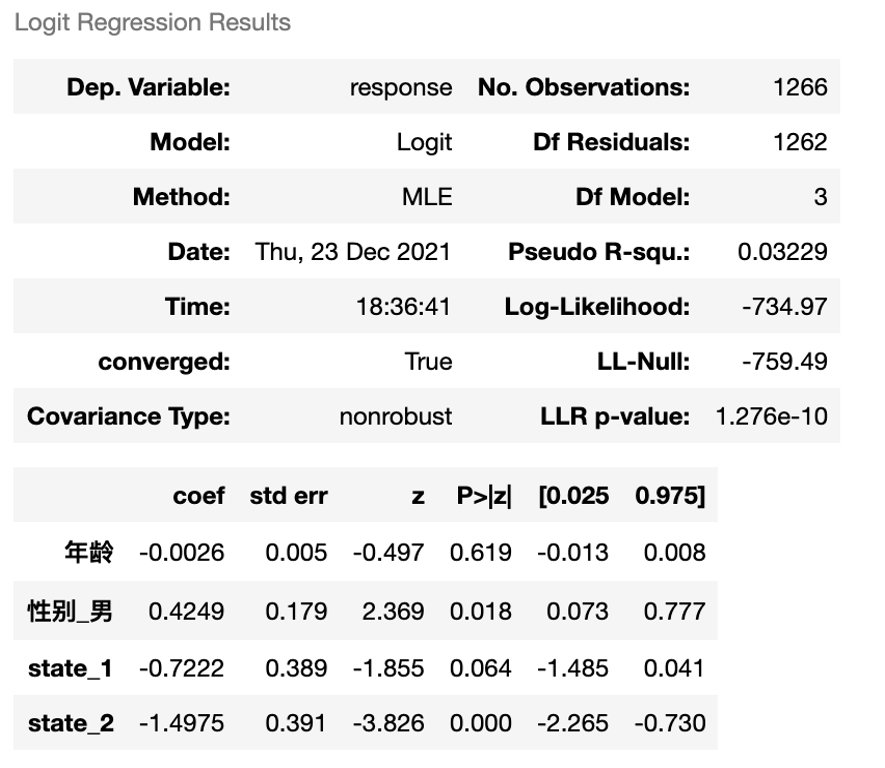 Logit Regression Results
Dep. Variable: response No. Observations: 1266
Model: Logit Df Residuals: 1262
Method: MLE Df Model: 3
Date: Thu, 23 Dec 2021 Pseudo R-squ.: 0.03229
Time: 18:36:41 Log-Likelihood: -734.97
converged: True LL-Null: -759.49
Covariance Type: nonrobust LLR p-value: 1.276e-10
coef std err z P>|z| [0.025 0.975]
年龄 -0.0026 0.005 -0.497 0.619 -0.013 0.008
性别_男 0.4249 0.179 2.369 0.018 0.073 0.777
state_1 -0.7222 0.389 -1.855 0.064 -1.485 0.041
state_2 -1.4975 0.391 -3.826 0.000 -2.265 -0.730